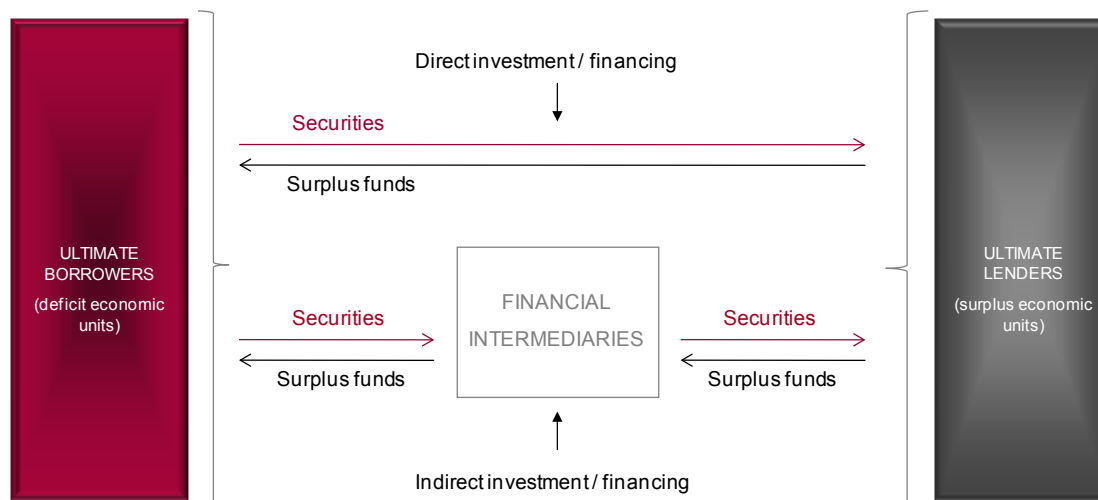 Direct investment / financing
Securities
Surplus funds
ULTIMATE
BORROWERS
(deficit economic
units)
ULTIMATE
LENDERS
(surplus economic
units)
FINANCIAL
INTERMEDIARIES
Securities
Surplus funds
Securities
Surplus funds
Indirect investment / financing